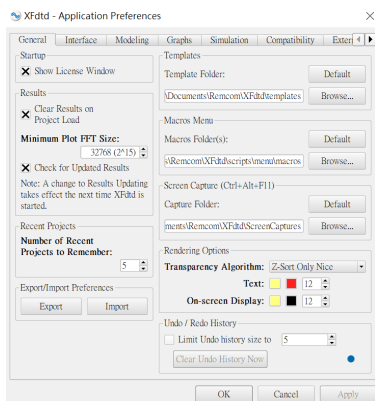 XFdtd - Application Preferences
General Interface Modeling Graphs Simulation Compatibility
Startup
Show License Window
Results
Clear Results on
Project Load
Minimum Plot FFT Size:
32768 (2^15)
Check for Updated Results
Note: A change to Results Updating
takes effect the next time XFdtd is
started.
Recent Projects
Number of Recent
Projects to Remember:
5
Export/Import Preferences
Export Import
Templates
Template Folder: Default
\Documents\Remcom\XFdtd\templates Browse...
Macros Menu
Macros Folder(s): Default
s\Remcom\XFdtd\scripts\menu\macros Browse...
Screen Capture (Ctrl+Alt+F11)
Capture Folder: Default
ments\Remcom\XFdtd\ScreenCaptures Browse...
Rendering Options
Transparency Algorithm: Z-Sort Only Nice
Text: 12
On-screen Display: 12
Undo / Redo History
Limit Undo history size to 5
Clear Undo History Now
OK Cancel Apply